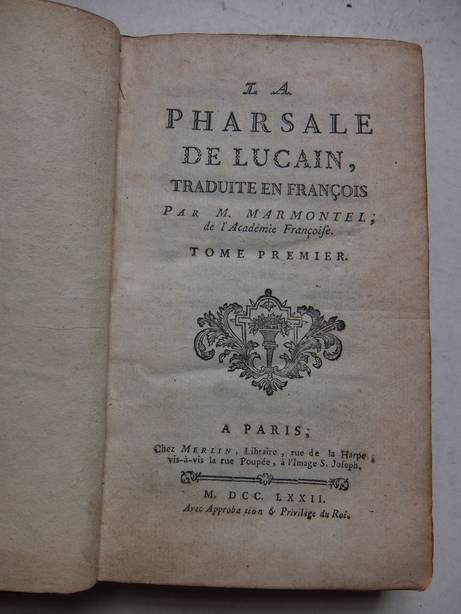 LA
PHARSALE
DE LUCAIN,
TRADUITE EN FRANÇOIS
PAR M. MARMONTEL;
de l'Académie Françoise.
TOME PREMIER.
A PARIS;
Chez MERLIN, Libraire, rue de la Harpe,
vis-à-vis la rue Poupée, à l'Image S. Joseph.
M. DCC. LXXII.
Avec Approbation & Privilége du Roi.